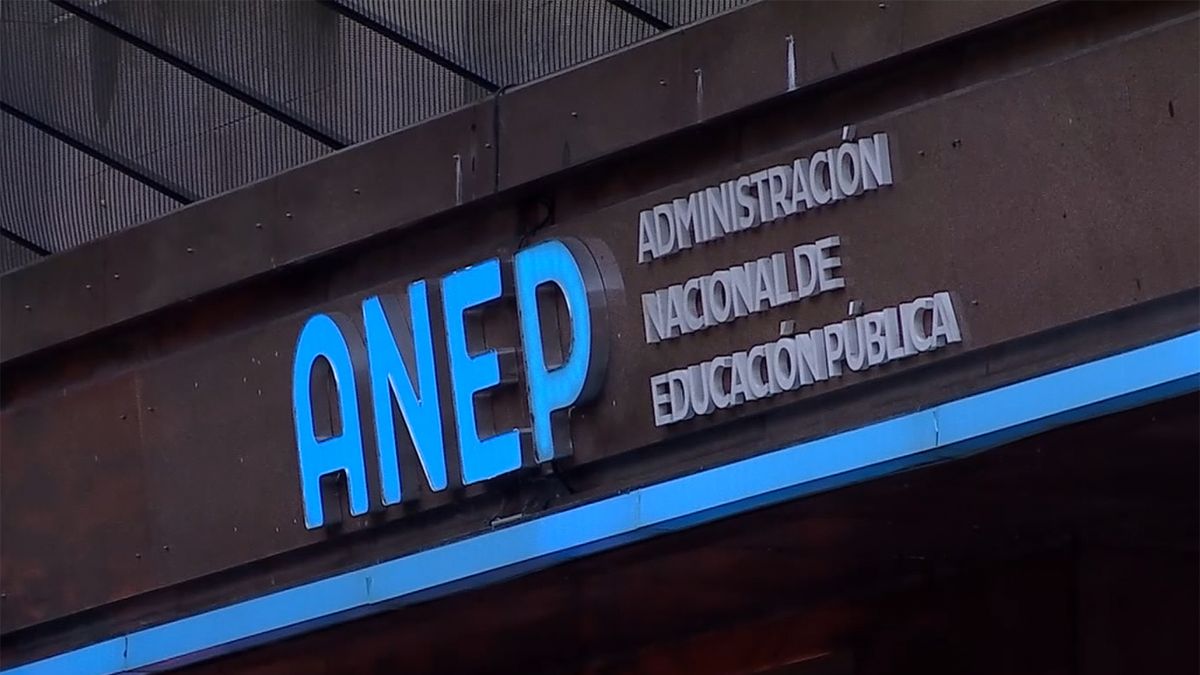 ANEP
ADMINISTRACIÓN
NACIONAL DE
EDUCACIÓN PÚBLICA